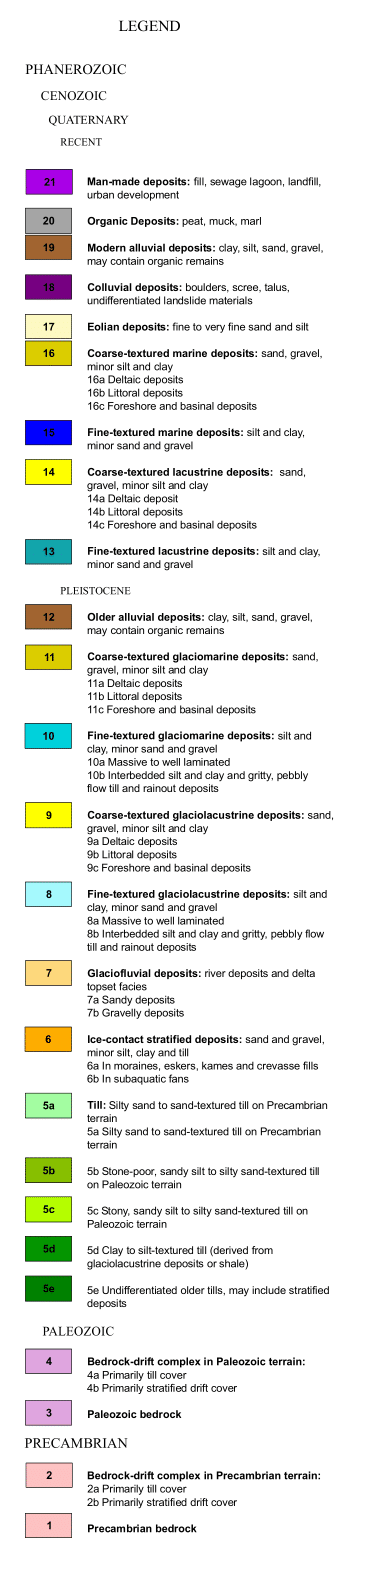 LEGEND
PHANEROZOIC
CENOZOIC
QUATERNARY
RECENT
21 Man-made deposits: fill, sewage lagoon, landfill,
urban development
20 Organic Deposits: peat, muck, marl
19 Modern alluvial deposits: clay, silt, sand, gravel,
may contain organic remains
18 Colluvial deposits: boulders, scree, talus,
undifferentiated landslide materials
17 Eolian deposits: fine to very fine sand and silt
16 Coarse-textured marine deposits: sand, gravel,
minor silt and clay
16a Deltaic deposits
16b Littoral deposits
16c Foreshore and basinal deposits
15 Fine-textured marine deposits: silt and clay,
minor sand and gravel
14 Coarse-textured lacustrine deposits: sand,
gravel, minor silt and clay
14a Deltaic deposit
14b Littoral deposits
14c Foreshore and basinal deposits
13 Fine-textured lacustrine deposits: silt and clay,
minor sand and gravel
PLEISTOCENE
12 Older alluvial deposits: clay, silt, sand, gravel,
may contain organic remains
11 Coarse-textured glaciomarine deposits: sand,
gravel, minor silt and clay
11a Deltaic deposits
11b Littoral deposits
11c Foreshore and basinal deposits
10 Fine-textured glaciomarine deposits: silt and
clay, minor sand and gravel
10a Massive to well laminated
10b Interbedded silt and clay and gritty, pebbly
flow till and rainout deposits
9 Coarse-textured glaciolacustrine deposits: sand,
gravel, minor silt and clay
9a Deltaic deposits
9b Littoral deposits
9c Foreshore and basinal deposits
8 Fine-textured glaciolacustrine deposits: silt and
clay, minor sand and gravel
8a Massive to well laminated
8b Interbedded silt and clay and gritty, pebbly flow
till and rainout deposits
7 Glaciofluvial deposits: river deposits and delta
topset facies
7a Sandy deposits
7b Gravelly deposits
6 Ice-contact stratified deposits: sand and gravel,
minor silt, clay and till
6a In moraines, eskers, kames and crevasse fills
6b In subaquatic fans
5a Till: Silty sand to sand-textured till on Precambrian
terrain
5a Silty sand to sand-textured till on Precambrian
terrain
5b 5b Stone-poor, sandy silt to silty sand-textured till
on Paleozoic terrain
5c 5c Stony, sandy silt to silty sand-textured till on
Paleozoic terrain
5d 5d Clay to silt-textured till (derived from
glaciolacustrine deposits or shale)
5e 5e Undifferentiated older tills, may include stratified
deposits
PALEOZOIC
4 Bedrock-drift complex in Paleozoic terrain:
4a Primarily till cover
4b Primarily stratified drift cover
3 Paleozoic bedrock
PRECAMBRIAN
2 Bedrock-drift complex in Precambrian terrain:
2a Primarily till cover
2b Primarily stratified drift cover
1 Precambrian bedrock